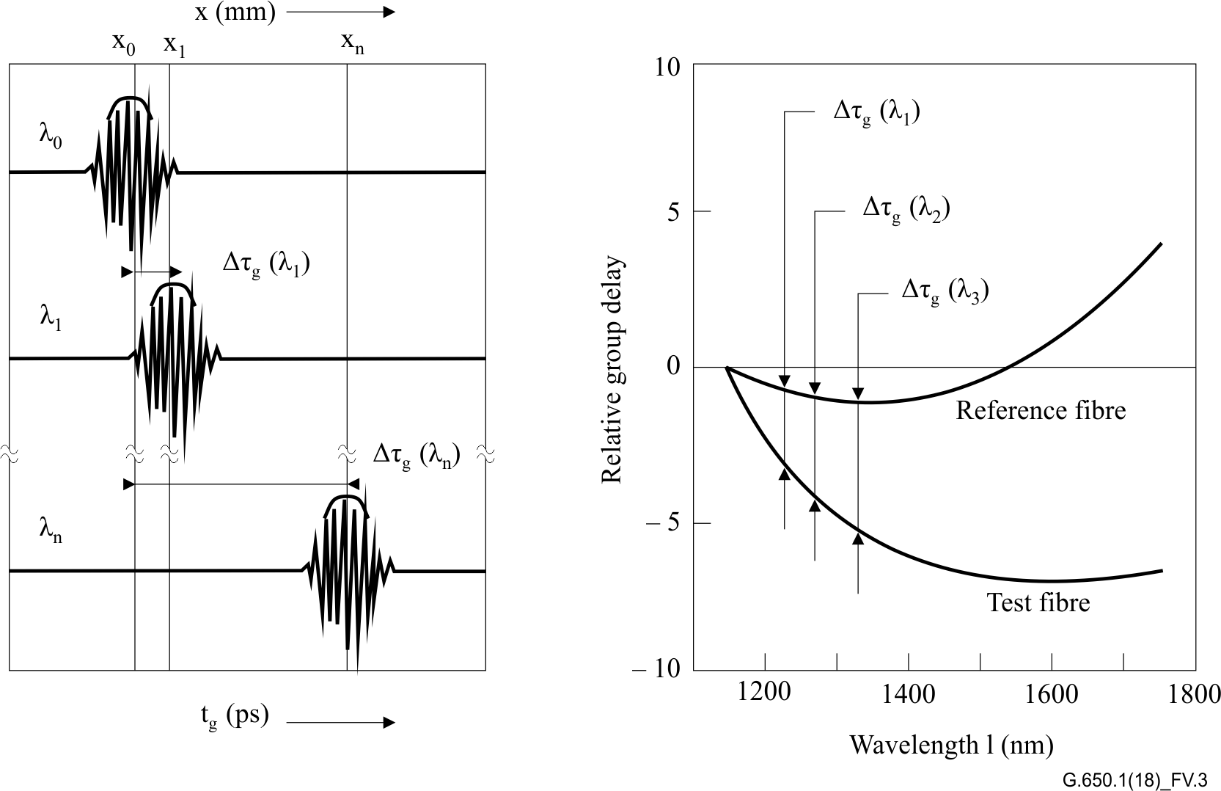 x (mm)
x0 x1 xn
λ0
Δτg (λ1)
λ1
Δτg (λn)
λn
tg (ps)
10
Δτg (λ1)
5
Δτg (λ2)
Δτg (λ3)
0
Reference fibre
Relative group delay
– 5
Test fibre
– 10
1200 1400 1600 1800
Wavelength l (nm)
G.650.1(18)_FV.3